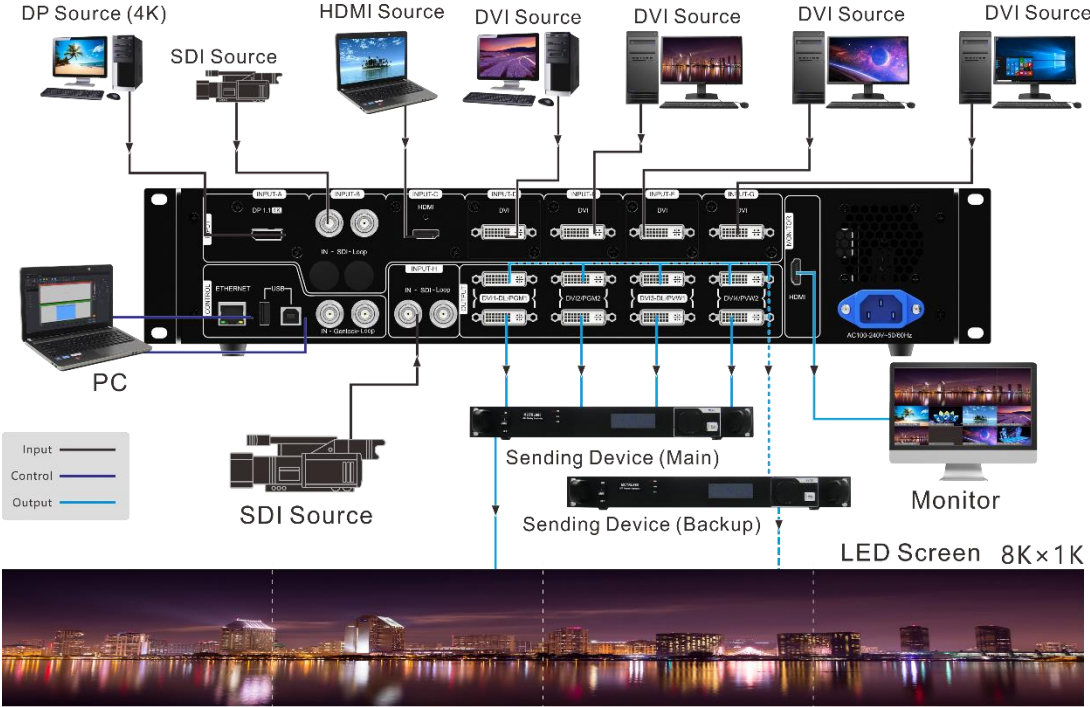 DP Source (4K)
SDI Source
HDMI Source
DVI Source
DVI Source
DVI Source
DVI Source
INPUT-A
INPUT-B
INPUT-C
INPUT-D
INPUT-F
INPUT-G
DP 1.1 4K
HDMI
DVI
DVI
DVI
DVI
IN - SDI - Loop
MONITOR
HDMI
CONTROL
ETHERNET
USB
IN - Genlock - Loop
INPUT-H
IN - SDI - Loop
OUTPUT
DVI1-DL/PGM1
DVI2/PGM2
DVI3-DL/PVW1
DVI4/PVW2
AC100-240V~50/60Hz
PC
Input
Control
Output
SDI Source
Sending Device (Main)
Sending Device (Backup)
Monitor
LED Screen 8K×1K